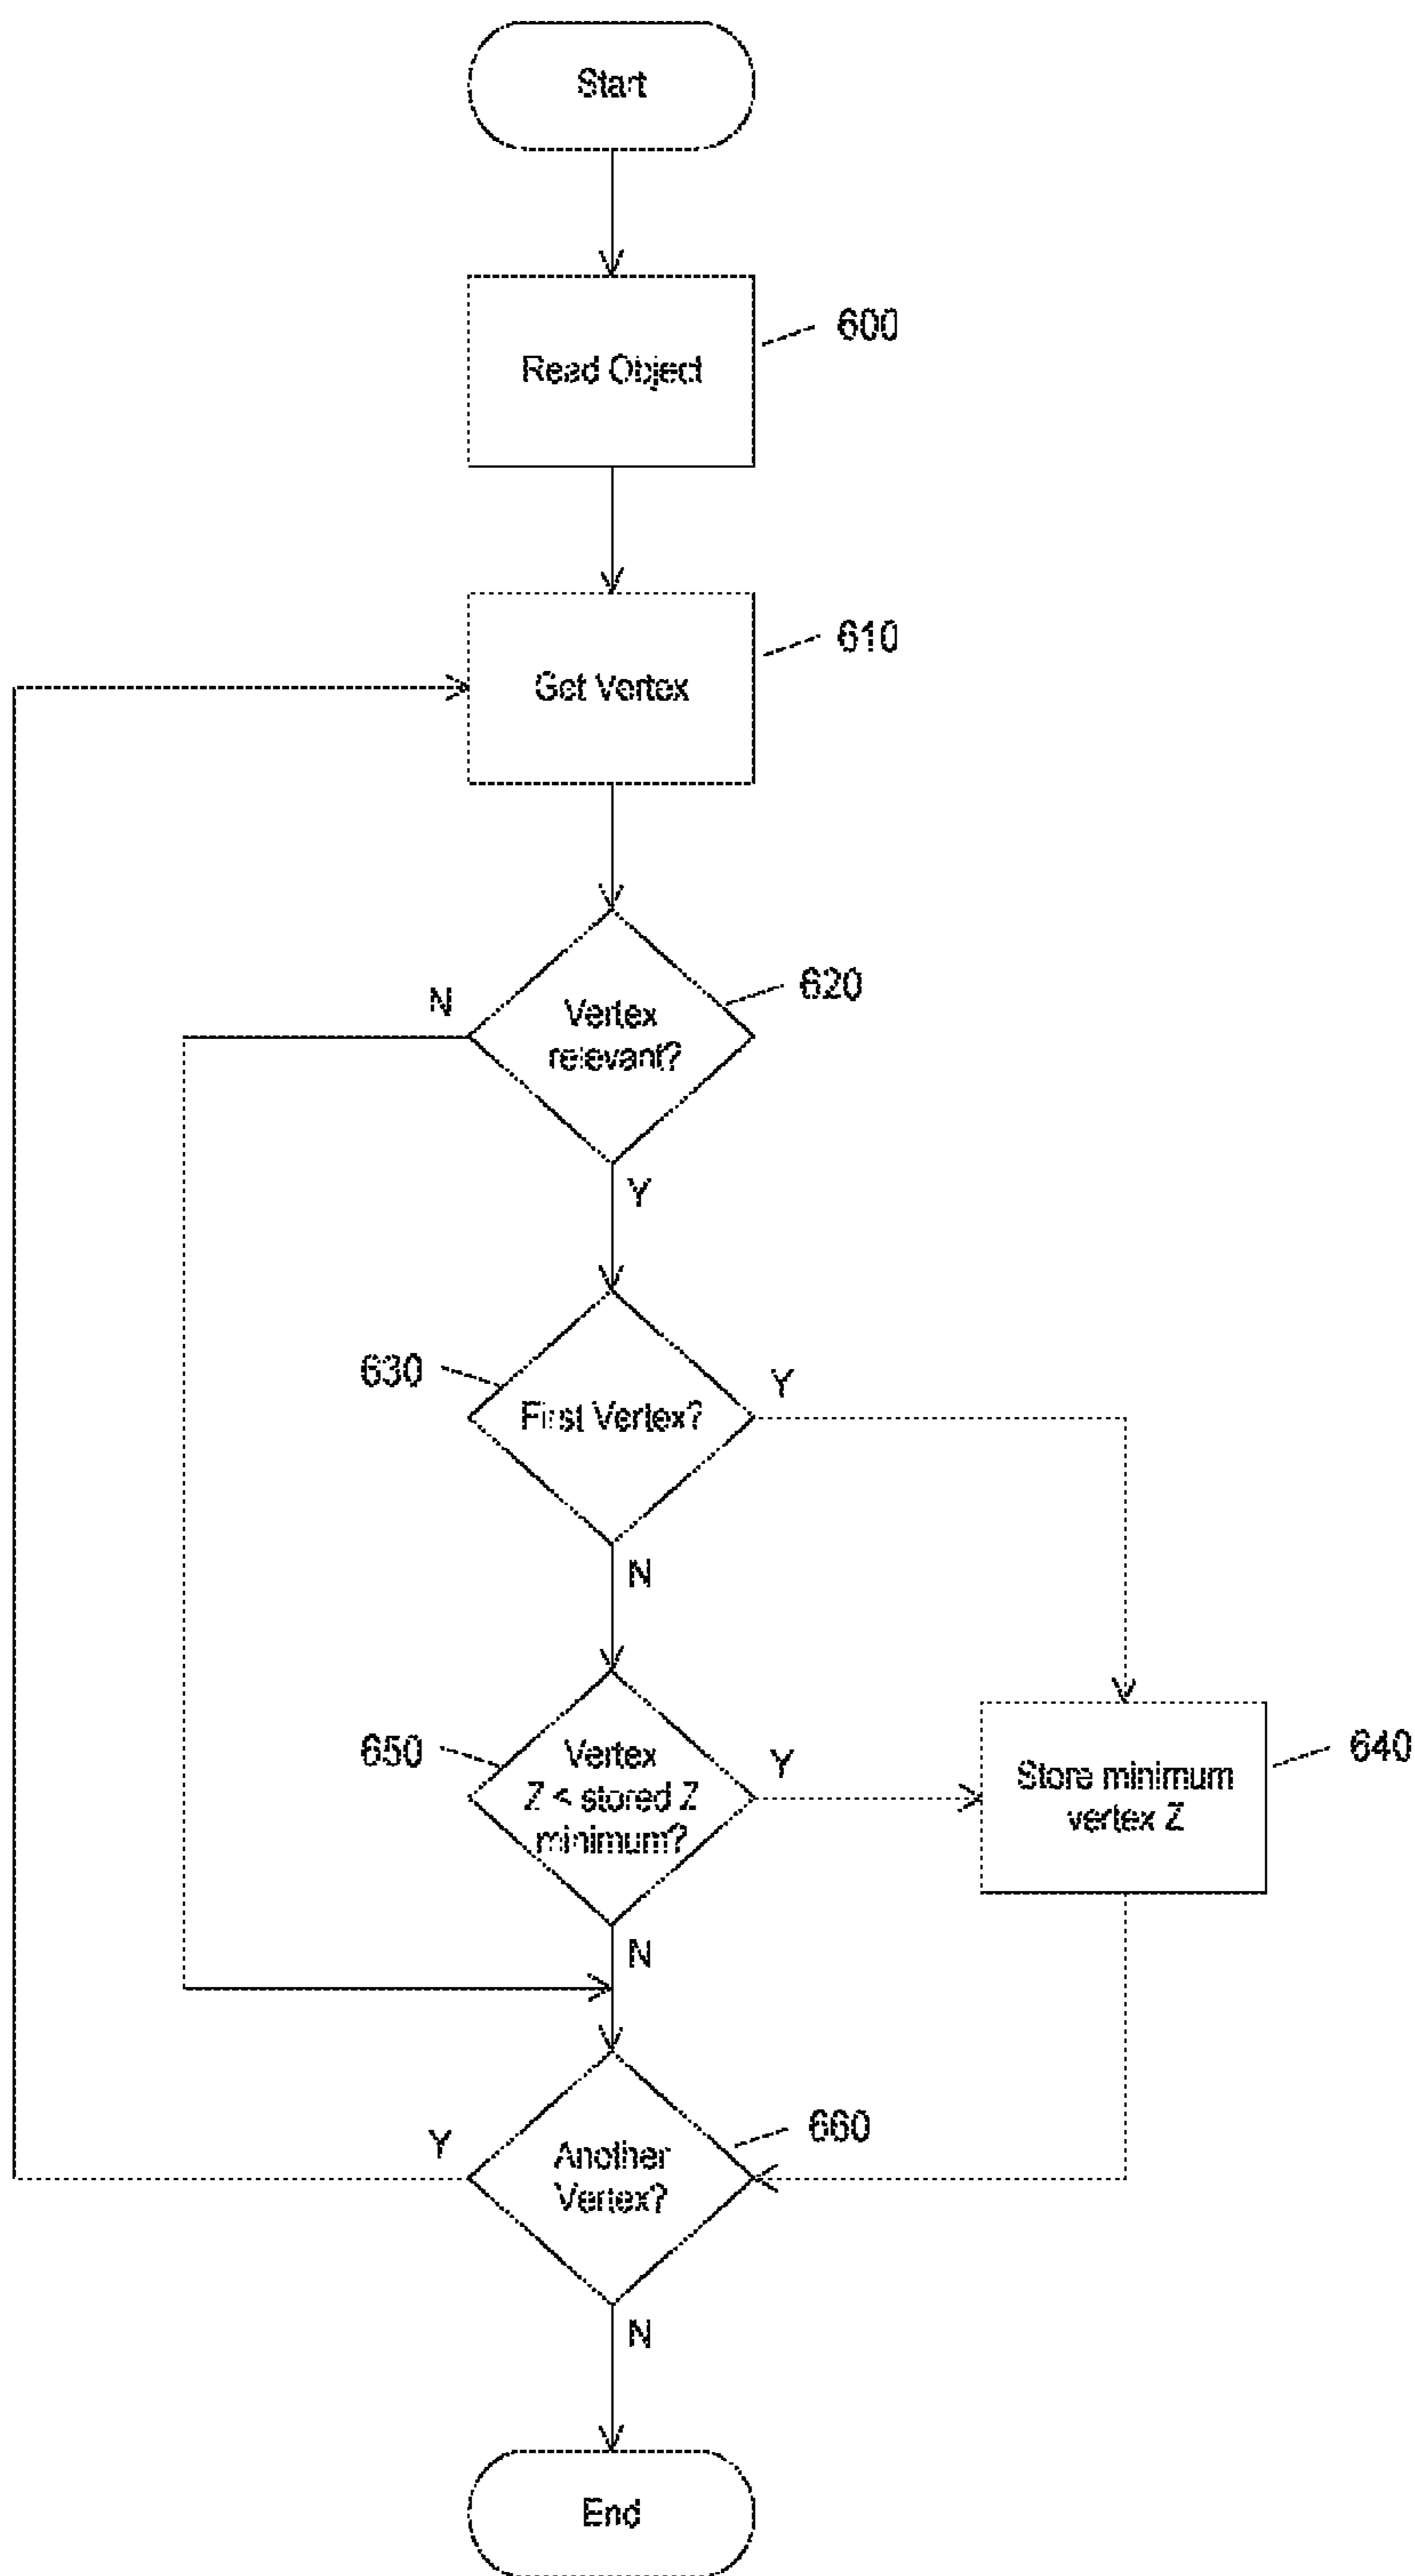 Start
Read Object
600
Get Vertex
610
N
Vertex
relevant?
620
Y
630
First Vertex?
Y
N
650
Vertex
Z < stored Z
minimum?
Y
Store minimum
vertex Z
640
N
Y
Another
Vertex?
660
N
End